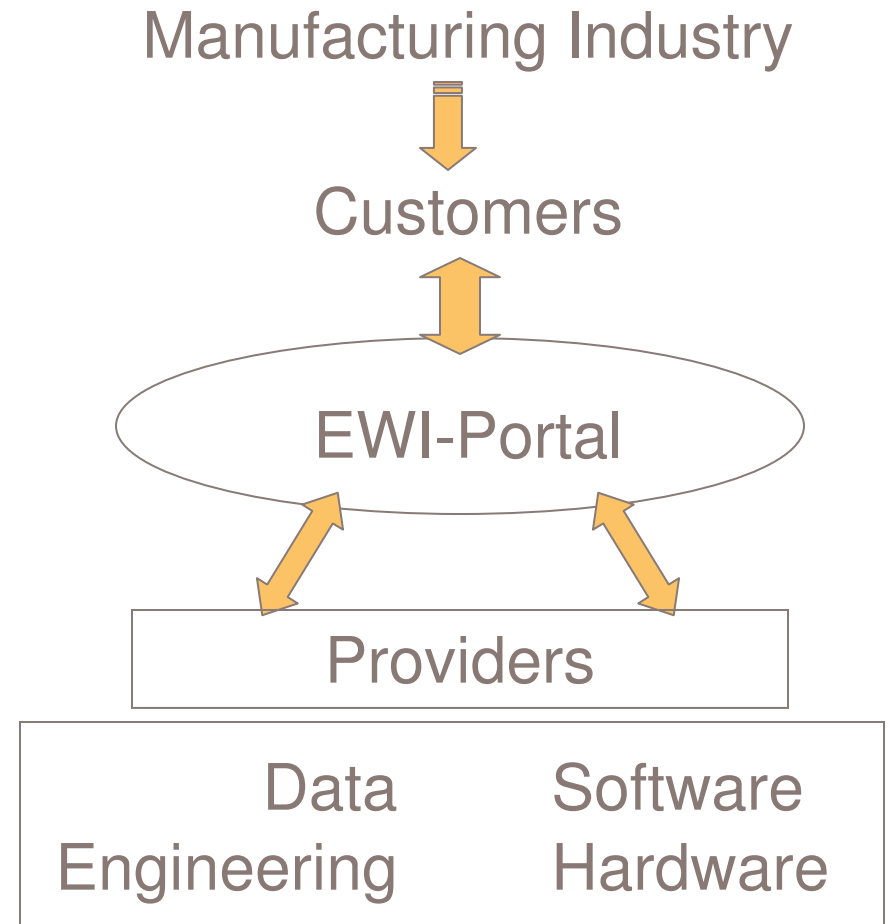 Manufacturing Industry
Customers
EWI-Portal
Providers
Data Software
Engineering Hardware